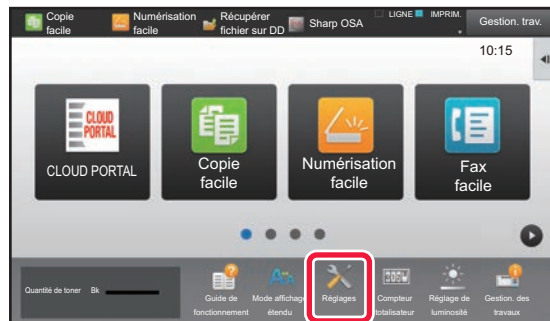 Copie
facile
Numérisation
facile
Récupérer
fichier sur DD
Sharp OSA
LIGNE
IMPRIM.
Gestion. trav.
10:15
CLOUD
PORTAL
CLOUD PORTAL
Copie
facile
Numérisation
facile
Fax
facile
Quantité de toner Bk
Guide de
fonctionnement
Mode affichage
étendu
Réglages
Compteur
totalisateur
Réglage de
luminosité
Gestion. des
travaux